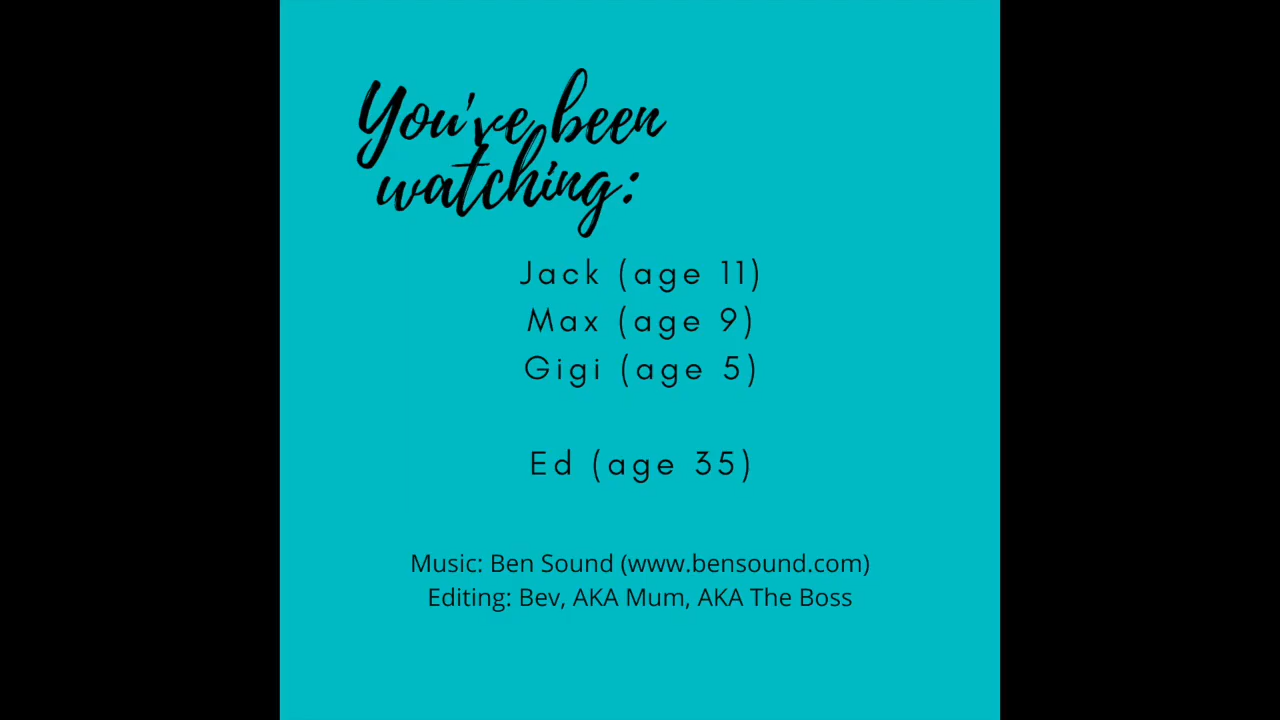 You've been
watching:
Jack (age 11)
Max (age 9)
Gigi (age 5)
Ed (age 35)
Music: Ben Sound (www.bensound.com)
Editing: Bev, AKA Mum, AKA The Boss